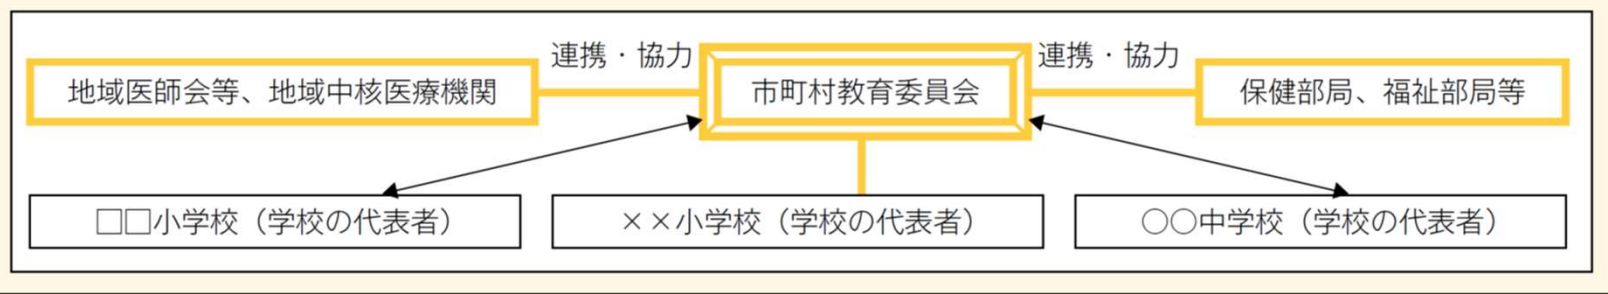 連携・協力
連携・協力
地域医師会等、地域中核医療機関
市町村教育委員会
保健部局、福祉部局等
□□小学校（学校の代表者）
××小学校（学校の代表者）
○○中学校（学校の代表者）